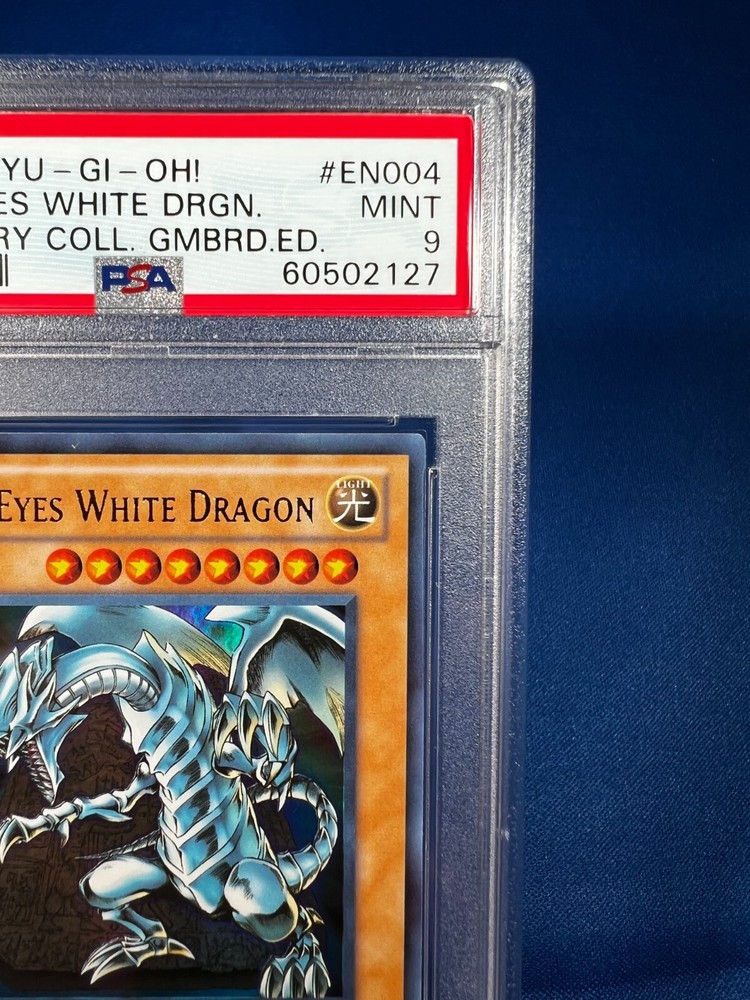 YU-GI-OH! #EN004
ES WHITE DRGN. MINT
RY COLL. GMBRD.ED. 9
PSA 60502127
EYES WHITE DRAGON
LIGHT
光